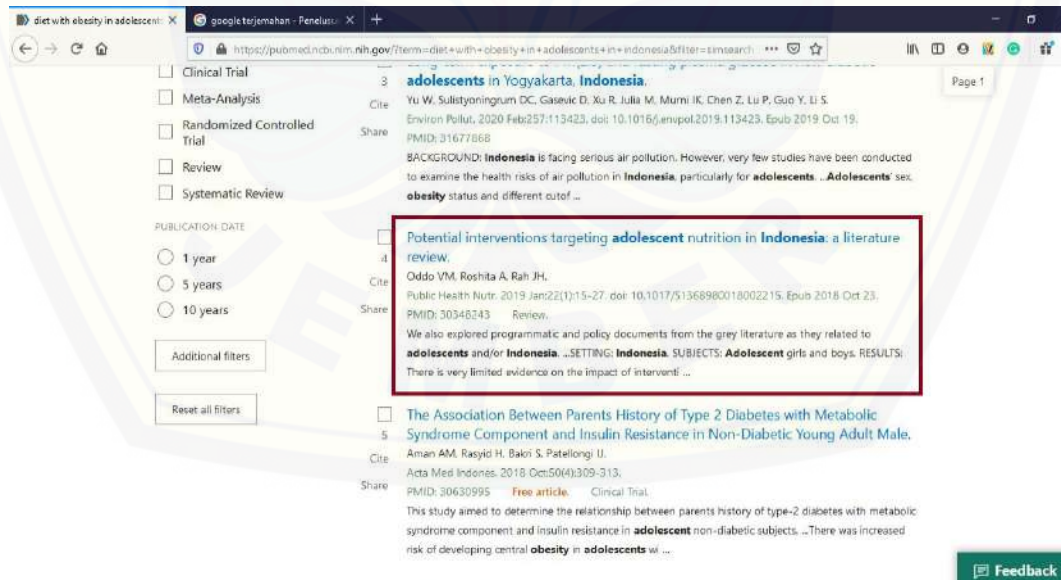 diet with obesity in adolescent
google terjemahan - Penelusu
https://pubmed.ncbi.nlm.nih.gov/?term=diet+with+obesity+in+adolescents+in+indonesia&filter=simsearch
Clinical Trial
Meta-Analysis
Randomized Controlled
Trial
Review
Systematic Review
PUBLICATION DATE
1 year
5 years
10 years
Additional filters
Reset all filters
3
Cite
Share
adolescents in Yogyakarta, Indonesia.
Yu W, Sulistyoningrum DC, Gasevic D, Xu R, Julia M, Murni IK, Chen Z, Lu P, Guo Y, Li S.
Environ Pollut. 2020 Feb;257:113423. doi: 10.1016/j.envpol.2019.113423. Epub 2019 Oct 19.
PMID: 31677868
BACKGROUND: Indonesia is facing serious air pollution. However, very few studies have been conducted
to examine the health risks of air pollution in Indonesia, particularly for adolescents. ...Adolescents' sex,
obesity status and different cutof ...
4
Cite
Share
Potential interventions targeting adolescent nutrition in Indonesia: a literature
review.
Oddo VM, Roshita A, Rah JH.
Public Health Nutr. 2019 Jan;22(1):15-27. doi: 10.1017/S1368980018002215. Epub 2018 Oct 23.
PMID: 30348243 Review.
We also explored programmatic and policy documents from the grey literature as they related to
adolescents and/or Indonesia. ...SETTING: Indonesia. SUBJECTS: Adolescent girls and boys. RESULTS:
There is very limited evidence on the impact of interventi ...
5
Cite
Share
The Association Between Parents History of Type 2 Diabetes with Metabolic
Syndrome Component and Insulin Resistance in Non-Diabetic Young Adult Male.
Aman AM, Rasyid H, Bakri S, Patellongi IJ.
Acta Med Indones. 2018 Oct;50(4):309-313.
PMID: 30630995 Free article. Clinical Trial.
This study aimed to determine the relationship between parents history of type-2 diabetes with metabolic
syndrome component and insulin resistance in adolescent non-diabetic subjects. ...There was increased
risk of developing central obesity in adolescents wi ...
Page 1
Feedback